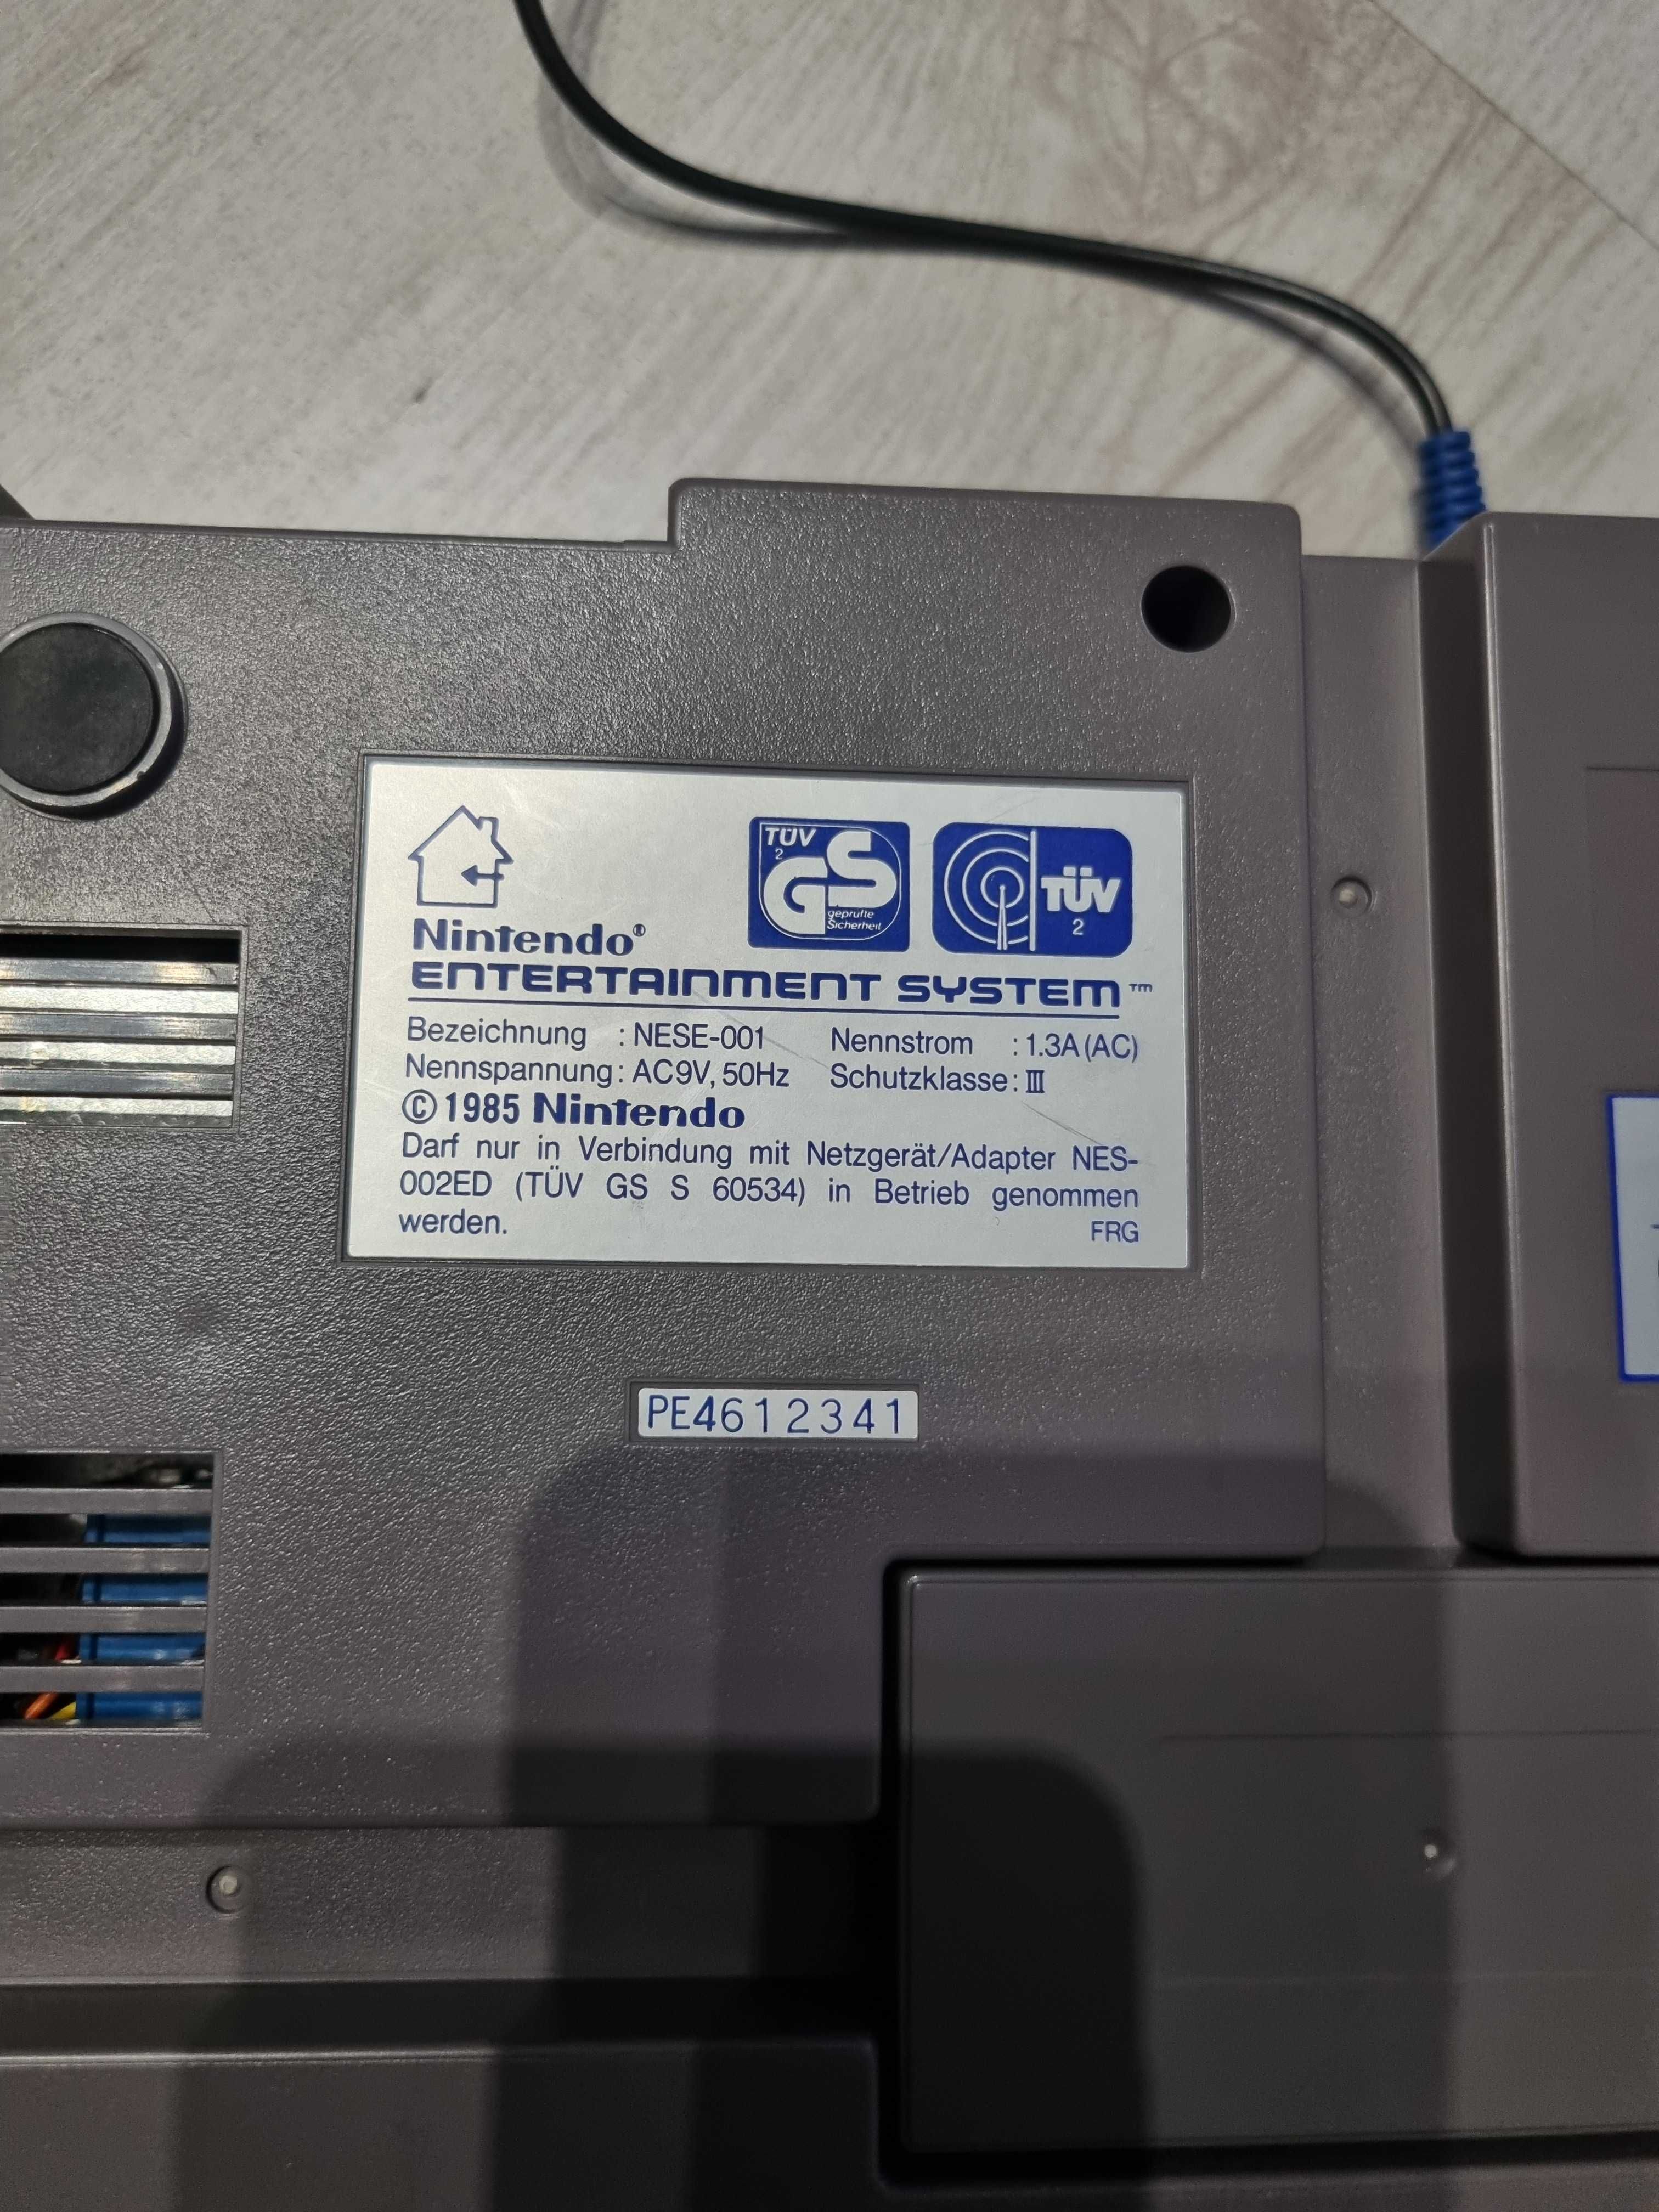 TÜV
2
GS
geprüfte
Sicherheit
TÜV
2
Nintendo®
ENTERTAINMENT SYSTEM™
Bezeichnung : NESE-001 Nennstrom : 1.3A (AC)
Nennspannung : AC9V, 50Hz Schutzklasse : III
© 1985 Nintendo
Darf nur in Verbindung mit Netzgerät/Adapter NES-
002ED (TÜV GS S 60534) in Betrieb genommen
werden. FRG
PE4612341